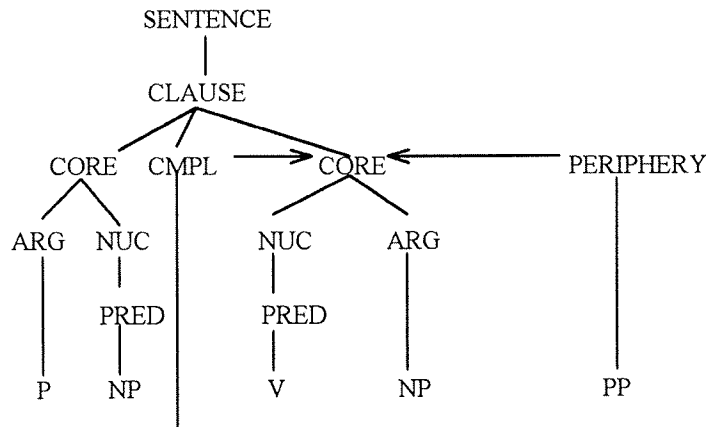 SENTENCE
CLAUSE
CORE CMPL CORE PERIPHERY
ARG NUC NUC ARG
PRED PRED
P NP V NP PP